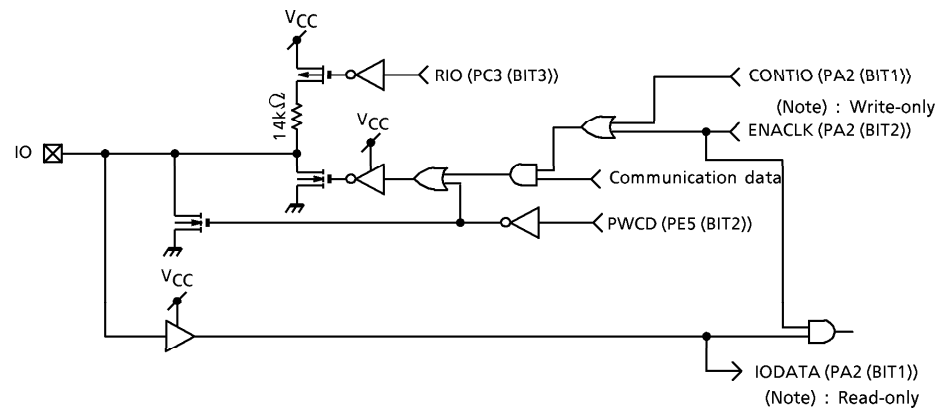 VCC
RIO (PC3 (BIT3))
CONTIO (PA2 (BIT1))
(Note) : Write-only
14kΩ
VCC
ENACLK (PA2 (BIT2))
IO
Communication data
PWCD (PE5 (BIT2))
VCC
IODATA (PA2 (BIT1))
(Note) : Read-only